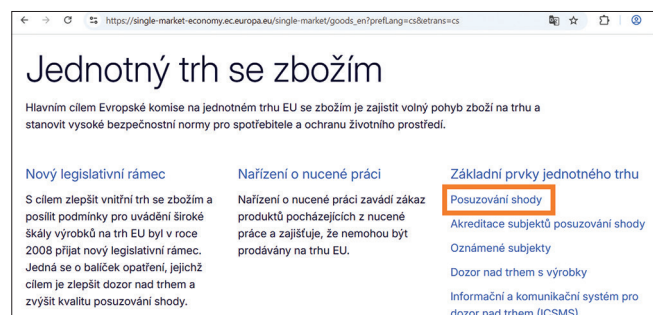 https://single-market-economy.ec.europa.eu/single-market/goods_en?prefLang=cs&etrans=cs
Jednotný trh se zbožím
Hlavním cílem Evropské komise na jednotném trhu EU se zbožím je zajistit volný pohyb zboží na trhu a
stanovit vysoké bezpečnostní normy pro spotřebitele a ochranu životního prostředí.
Nový legislativní rámec
S cílem zlepšit vnitřní trh se zbožím a
posílit podmínky pro uvádění široké
škály výrobků na trh EU byl v roce
2008 přijat nový legislativní rámec.
Jedná se o balíček opatření, jejichž
cílem je zlepšit dozor nad trhem a
zvýšit kvalitu posuzování shody.
Nařízení o nucené práci
Nařízení o nucené práci zavádí zákaz
produktů pocházejících z nucené
práce a zajišťuje, že nemohou být
prodávány na trhu EU.
Základní prvky jednotného trhu
Posuzování shody
Akreditace subjektů posuzování shody
Oznámené subjekty
Dozor nad trhem s výrobky
Informační a komunikační systém pro
dozor nad trhem (ICSMS)